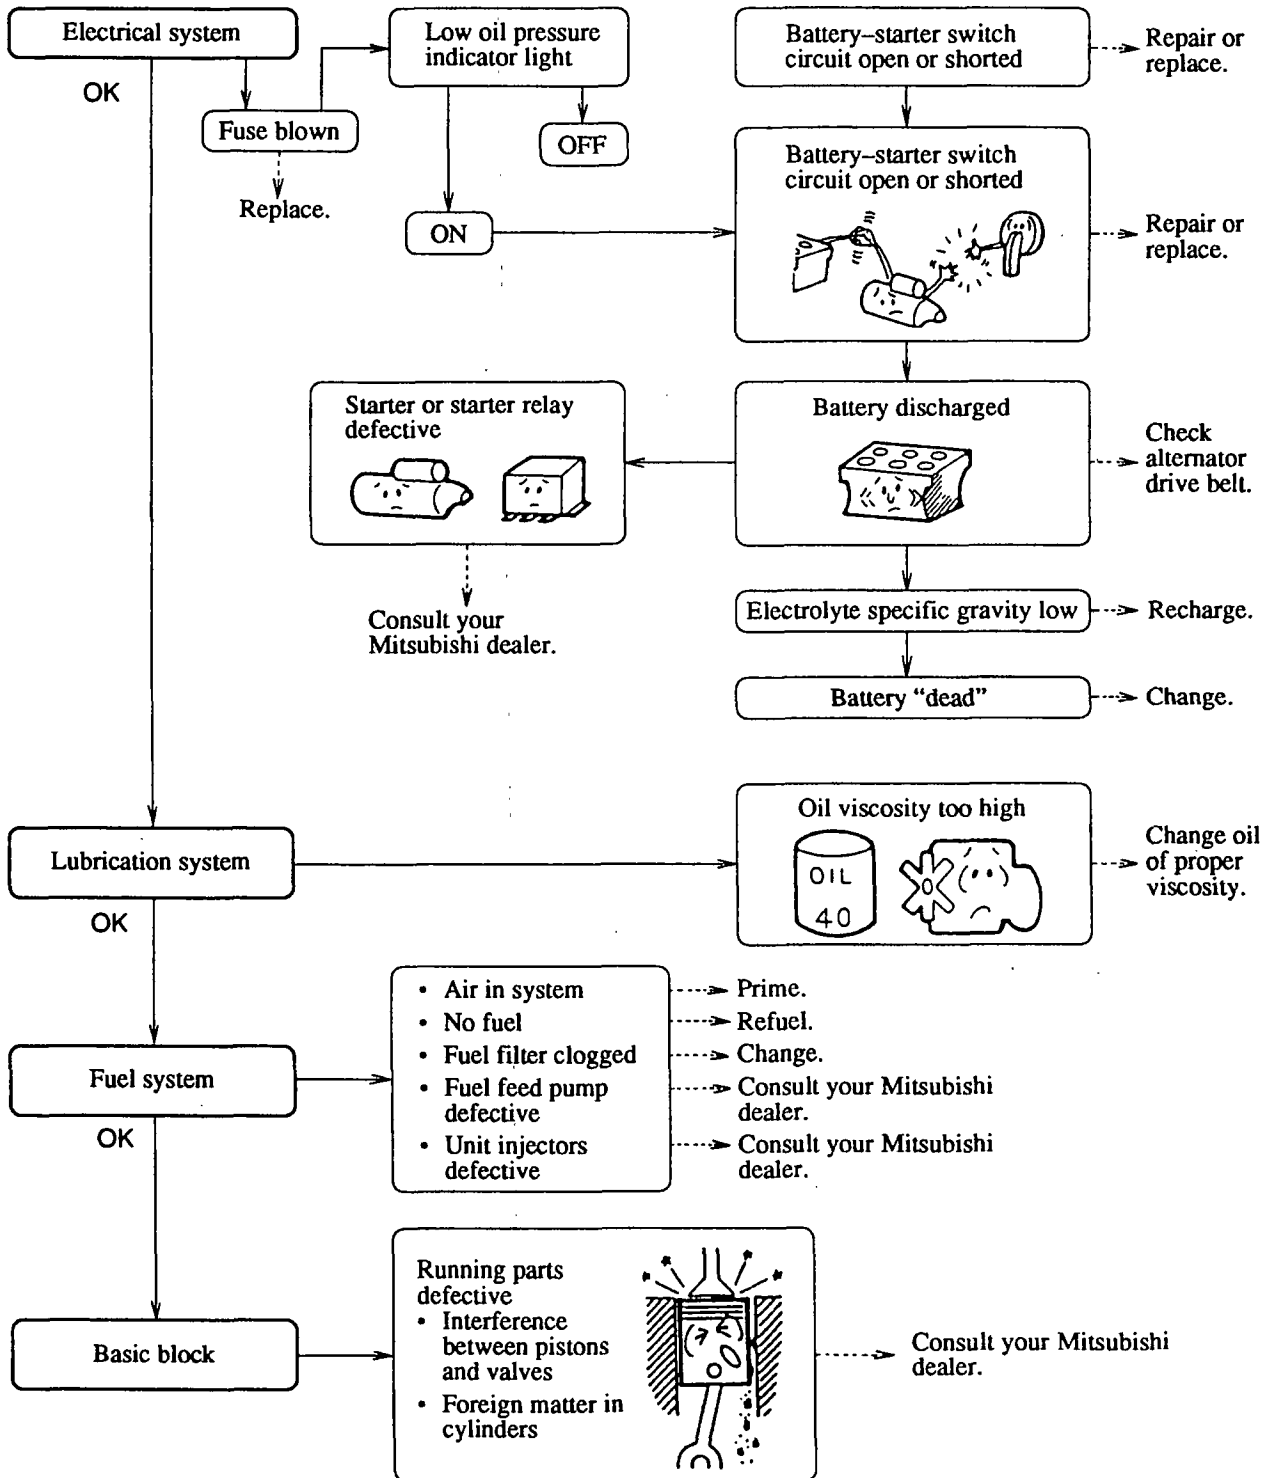 Electrical system
OK
Fuse blown
Replace.
Low oil pressure
indicator light
OFF
ON
Battery–starter switch
circuit open or shorted
Repair or
replace.
Battery–starter switch
circuit open or shorted
Repair or
replace.
Starter or starter relay
defective
Consult your
Mitsubishi dealer.
Battery discharged
Check
alternator
drive belt.
Electrolyte specific gravity low
Recharge.
Battery “dead”
Change.
Lubrication system
OK
Oil viscosity too high
OIL
40
Change oil
of proper
viscosity.
Fuel system
OK
• Air in system
Prime.
• No fuel
Refuel.
• Fuel filter clogged
Change.
• Fuel feed pump
defective
Consult your Mitsubishi
dealer.
• Unit injectors
defective
Consult your Mitsubishi
dealer.
Basic block
Running parts
defective
• Interference
between pistons
and valves
• Foreign matter in
cylinders
Consult your Mitsubishi
dealer.